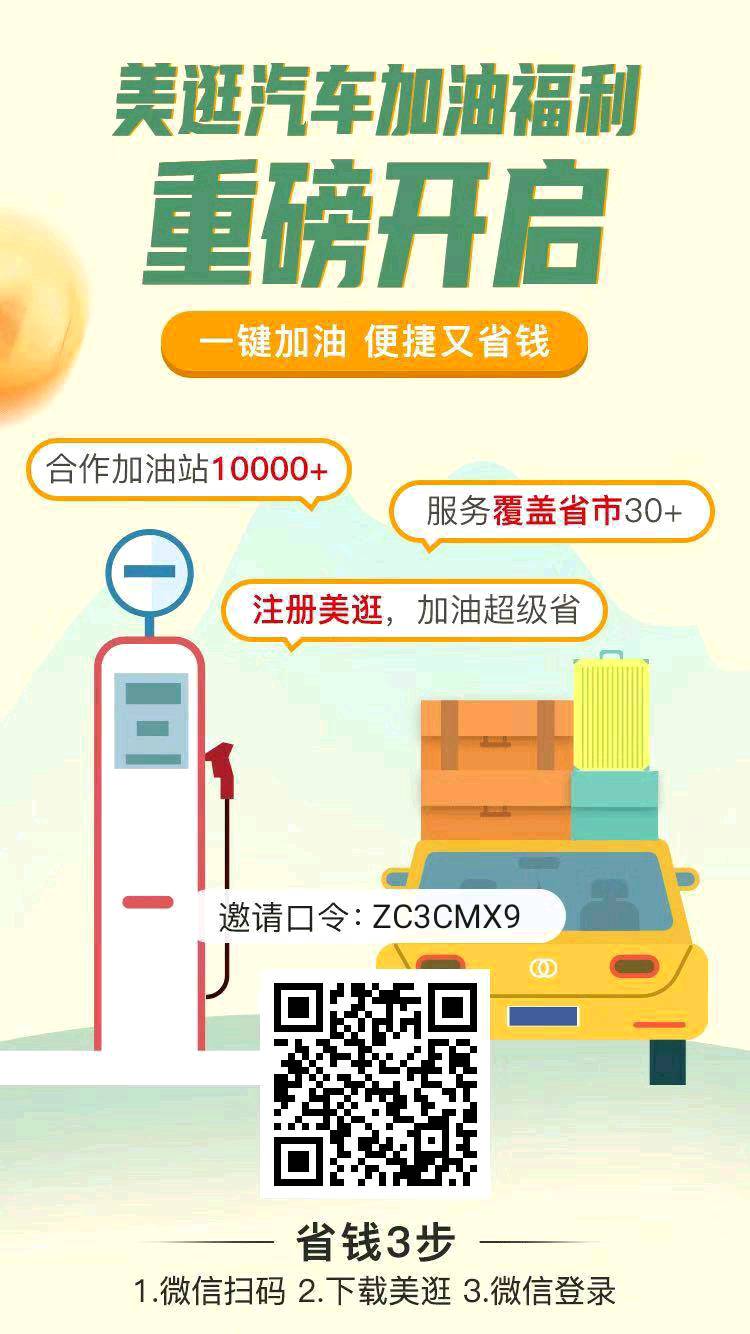 美逛汽车加油福利
重磅开启
一键加油 便捷又省钱
合作加油站10000+
服务覆盖省市30+
注册美逛，加油超级省
邀请口令：ZC3CMX9
省钱3步
1.微信扫码 2.下载美逛 3.微信登录